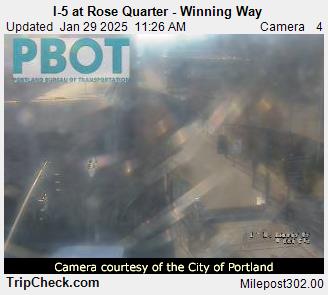 I-5 at Rose Quarter - Winning Way
Updated Jan 29 2025 11:26 AM Camera 4
PBOT
PORTLAND BUREAU OF TRANSPORTATION
Camera courtesy of the City of Portland
TripCheck.com Milepost302.00